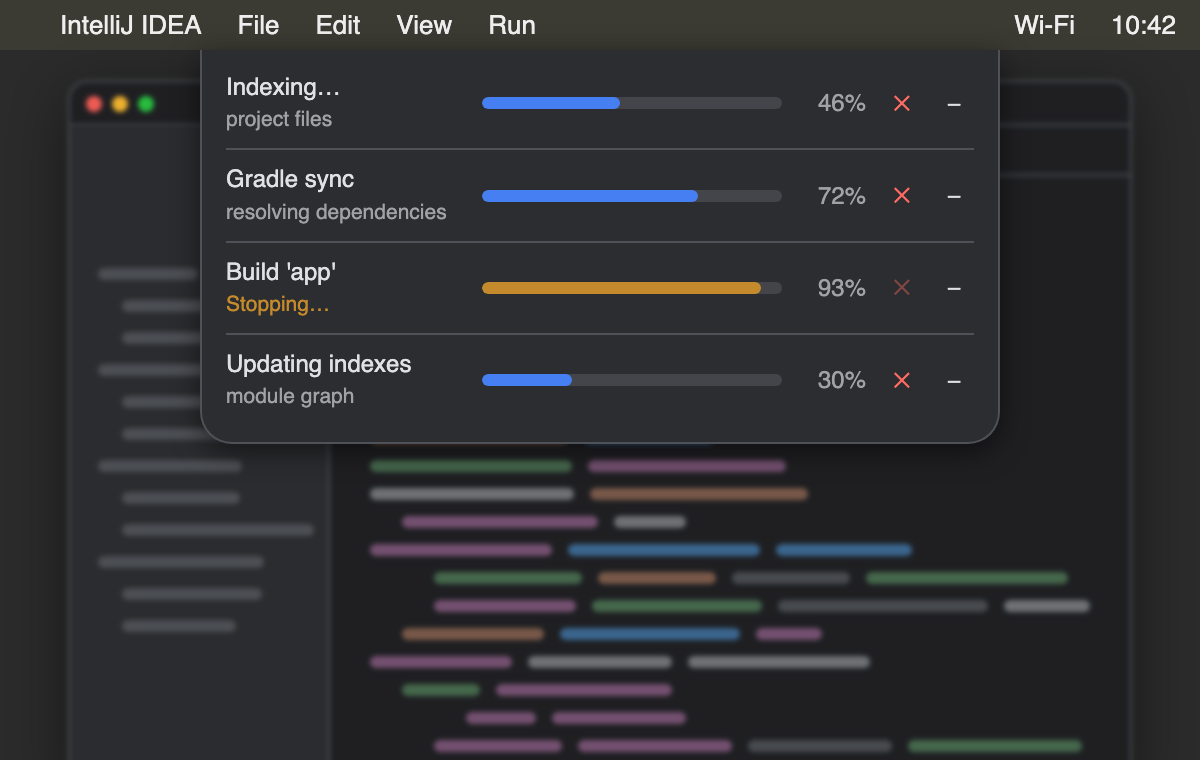 IntelliJ IDEA File Edit View Run Wi-Fi 10:42
Indexing…
project files
46%
Gradle sync
resolving dependencies
72%
Build 'app'
Stopping…
93%
Updating indexes
module graph
30%